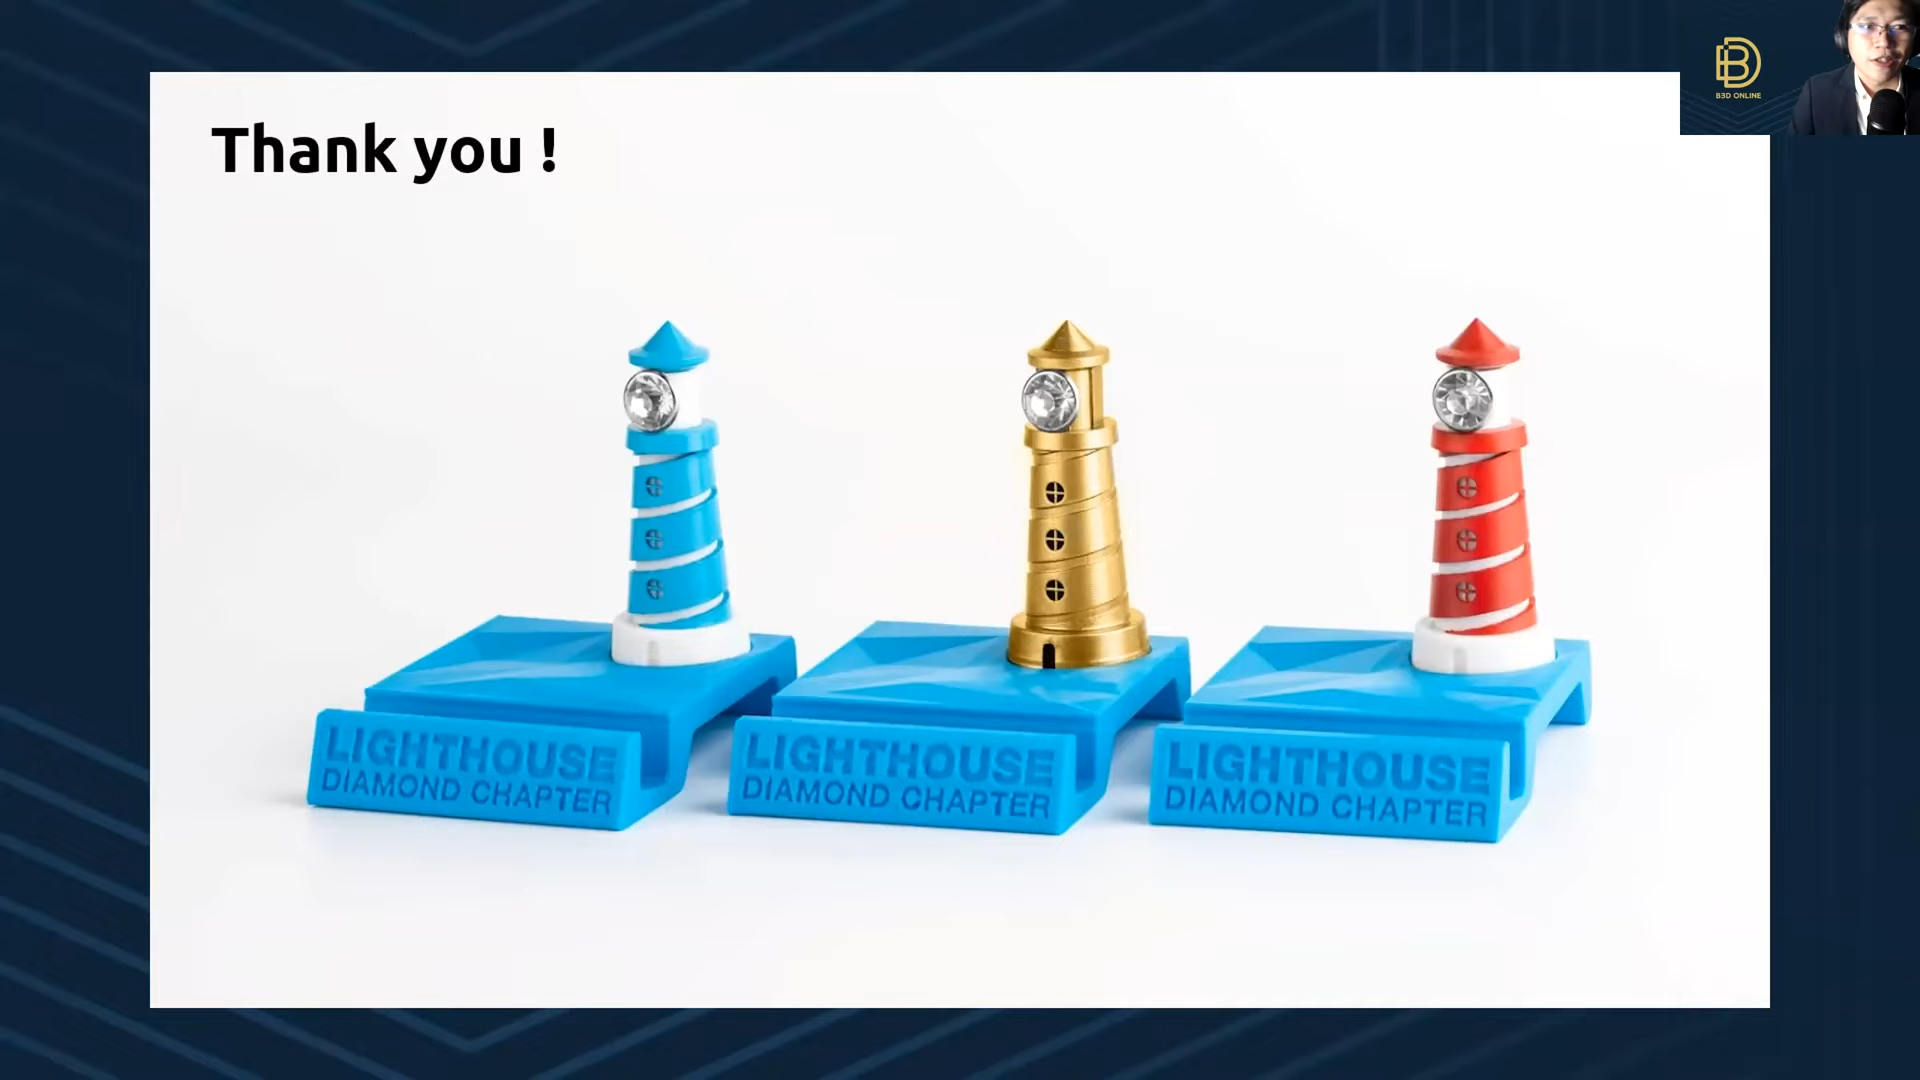 Thank you !
B3D ONLINE
LIGHTHOUSE
DIAMOND CHAPTER
LIGHTHOUSE
DIAMOND CHAPTER
LIGHTHOUSE
DIAMOND CHAPTER